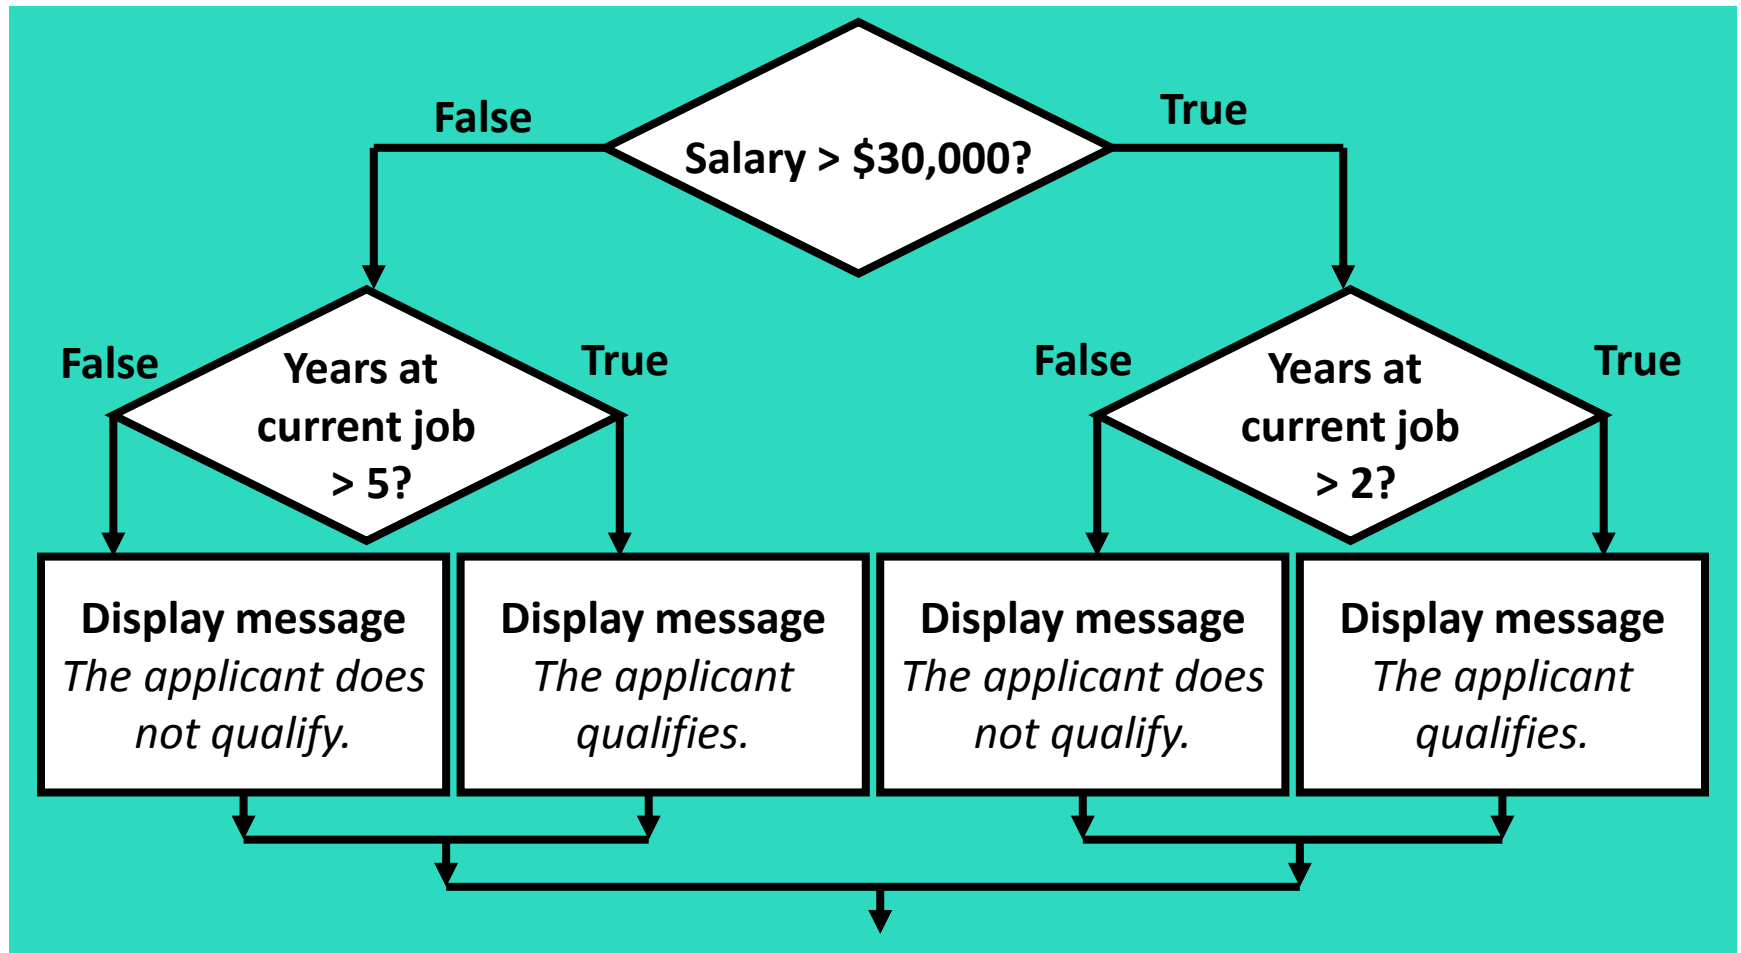 False
Salary > $30,000?
True
False
Years at
current job
> 5?
True
False
Years at
current job
> 2?
True
Display message
The applicant does
not qualify.
Display message
The applicant
qualifies.
Display message
The applicant does
not qualify.
Display message
The applicant
qualifies.